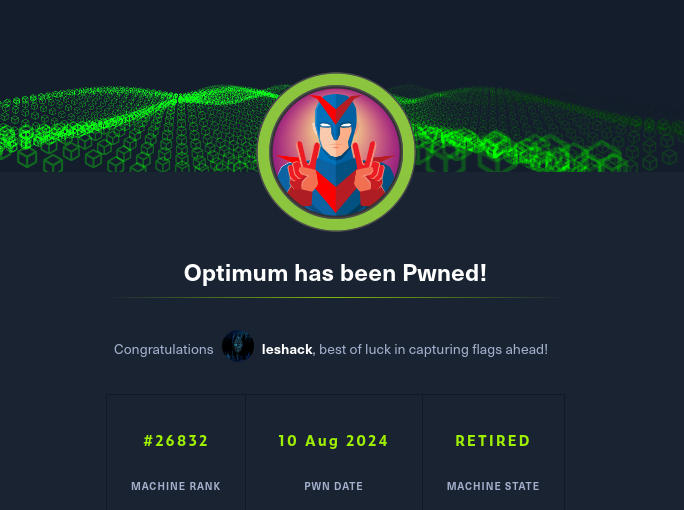 Optimum has been Pwned!
Congratulations leshack, best of luck in capturing flags ahead!
#26832 10 Aug 2024 RETIRED
MACHINE RANK PWN DATE MACHINE STATE